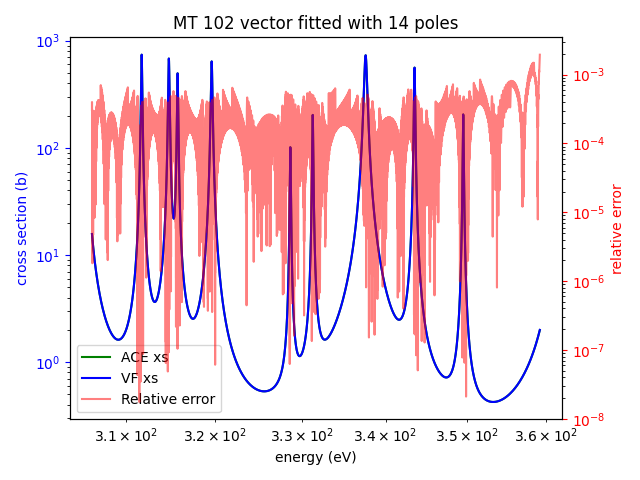 MT 102 vector fitted with 14 poles
10³
10²
10¹
10⁰
cross section (b)
10⁻³
10⁻⁴
10⁻⁵
10⁻⁶
10⁻⁷
10⁻⁸
relative error
ACE xs
VF xs
Relative error
3.1 × 10² 3.2 × 10² 3.3 × 10² 3.4 × 10² 3.5 × 10² 3.6 × 10²
energy (eV)